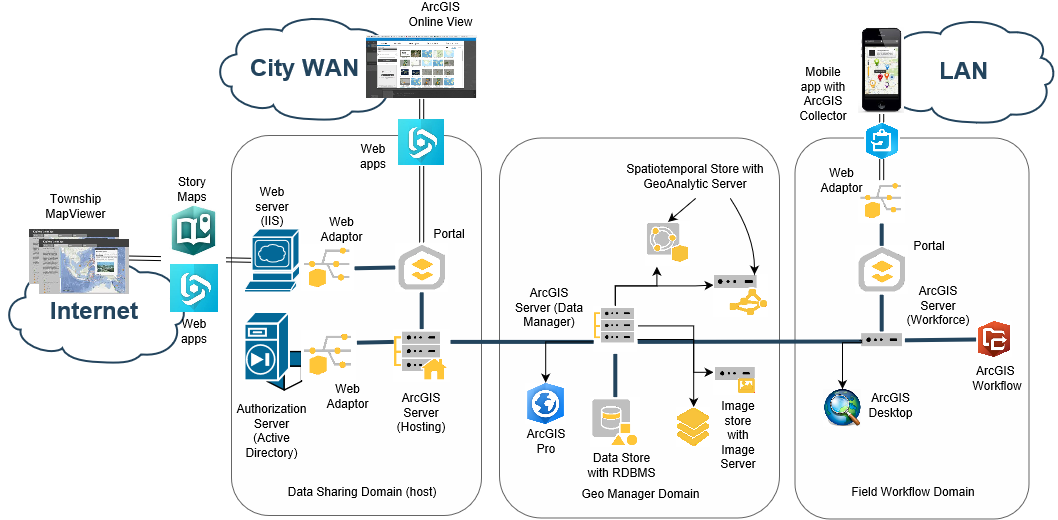 ArcGIS
Online View
City WAN
Web
apps
Story
Maps
Township
MapViewer
Internet
Web
apps
Web
server
(IIS)
Web
Adaptor
Portal
Authorization
Server
(Active
Directory)
Web
Adaptor
ArcGIS
Server
(Hosting)
Data Sharing Domain (host)
Spatiotemporal Store with
GeoAnalytic Server
ArcGIS
Server (Data
Manager)
ArcGIS
Pro
Data Store
with RDBMS
Image
store
with
Image
Server
Geo Manager Domain
Mobile
app with
ArcGIS
Collector
LAN
Web
Adaptor
Portal
ArcGIS
Server
(Workforce)
ArcGIS
Workflow
ArcGIS
Desktop
Field Workflow Domain